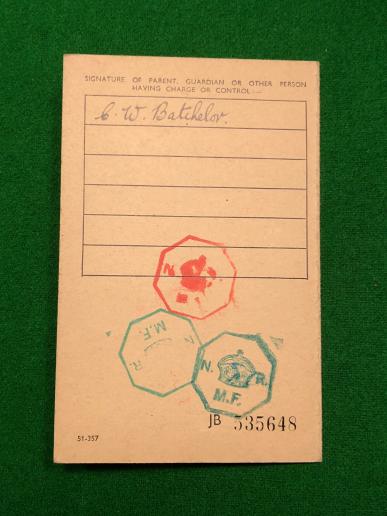 SIGNATURE OF PARENT, GUARDIAN OR OTHER PERSON
HAVING CHARGE OR CONTROL:—
C. W. Batchelor.
N
M.F.
N
R.
N. R.
M.F.
JB 535648
51-357